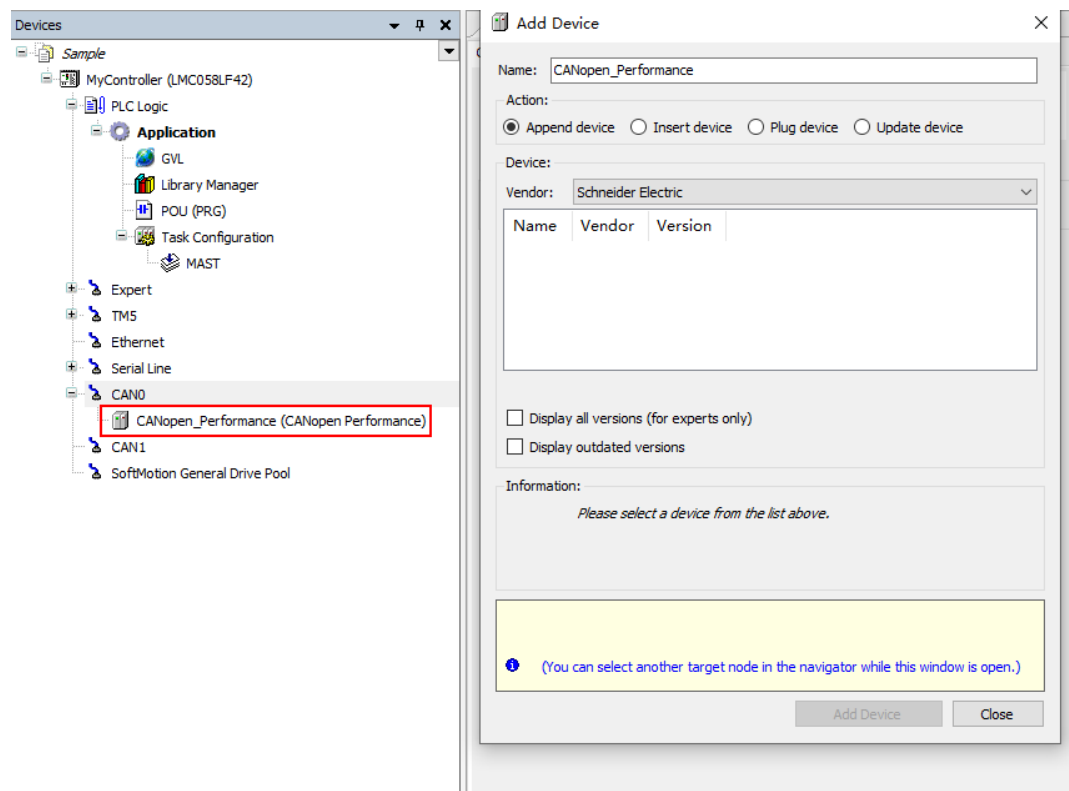 Devices
Sample
MyController (LMC058LF42)
PLC Logic
Application
GVL
Library Manager
POU (PRG)
Task Configuration
MAST
Expert
TM5
Ethernet
Serial Line
CAN0
CANopen_Performance (CANopen Performance)
CAN1
SoftMotion General Drive Pool
Add Device
Name: CANopen_Performance
Action:
Append device Insert device Plug device Update device
Device:
Vendor: Schneider Electric
Name Vendor Version
Display all versions (for experts only)
Display outdated versions
Information:
Please select a device from the list above.
(You can select another target node in the navigator while this window is open.)
Add Device Close